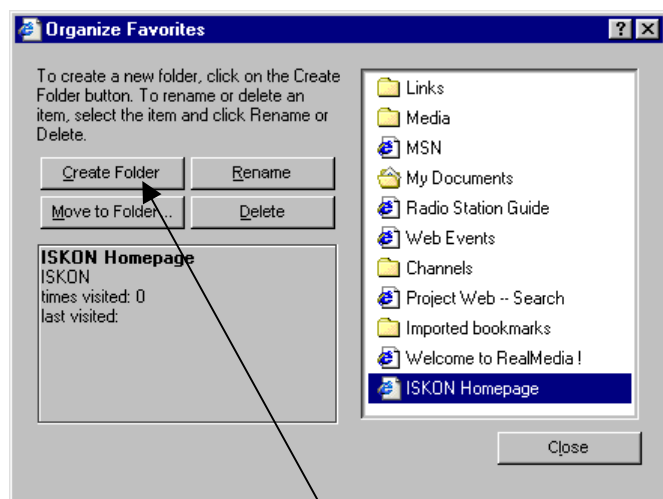 Organize Favorites
To create a new folder, click on the Create
Folder button. To rename or delete an
item, select the item and click Rename or
Delete.
Create Folder
Rename
Move to Folder...
Delete
ISKON Homepage
ISKON
times visited: 0
last visited:
Links
Media
MSN
My Documents
Radio Station Guide
Web Events
Channels
Project Web -- Search
Imported bookmarks
Welcome to RealMedia !
ISKON Homepage
Close